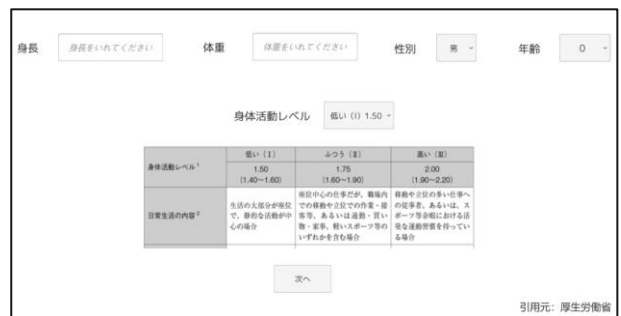 身長 身長をいれてください 体重 体重をいれてください 性別 男 年齢 0
身体活動レベル 低い (I) 1.50
身体活動レベル1 低い（Ⅰ） ふつう（Ⅱ） 高い（Ⅲ）
1.50 1.75 2.00
(1.40～1.60) (1.60～1.90) (1.90～2.20)
日常生活の内容2
生活の大部分が座位
で、静的な活動が中
心の場合
座位中心の仕事だが、職場内
での移動や立位での作業・接
客等、あるいは通勤・買い
物・家事、軽いスポーツ等の
いずれかを含む場合
移動や立位の多い仕事へ
の従事者、あるいは、ス
ポーツ等余暇における活
発な運動習慣を持ってい
る場合
次へ
引用元：厚生労働省